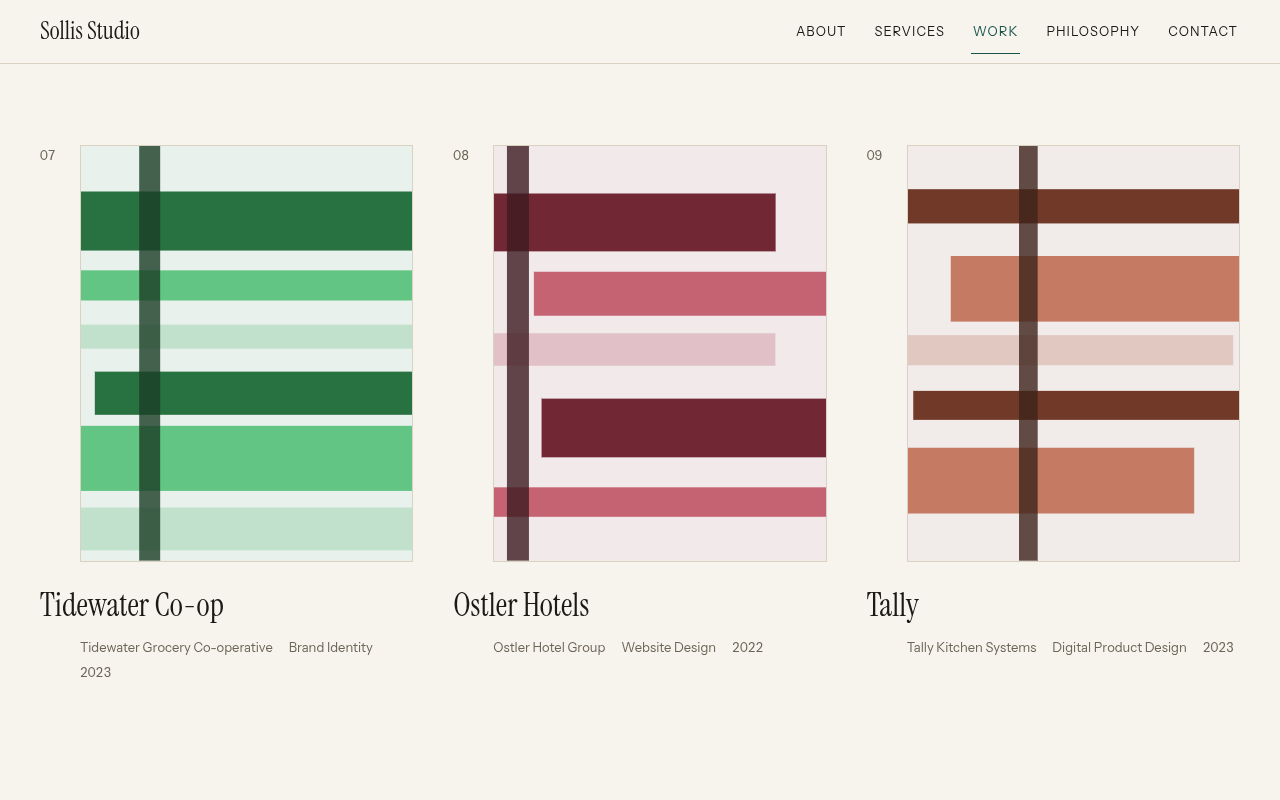 Sollis Studio
ABOUT SERVICES WORK PHILOSOPHY CONTACT
07
08
09
Tidewater Co-op
Tidewater Grocery Co-operative Brand Identity
2023
Ostler Hotels
Ostler Hotel Group Website Design 2022
Tally
Tally Kitchen Systems Digital Product Design 2023